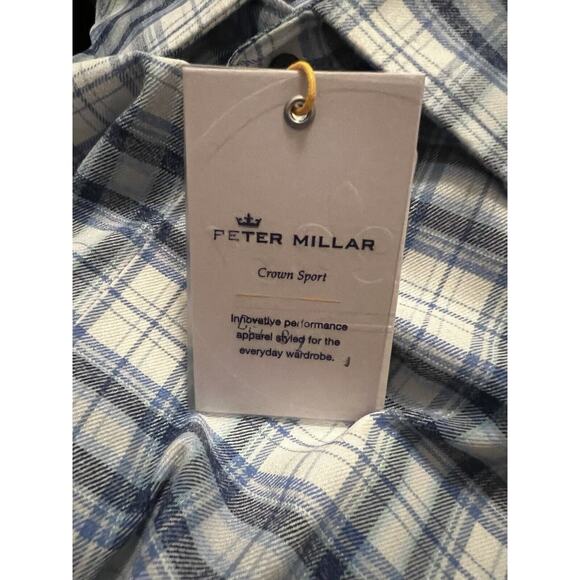 PETER MILLAR
Crown Sport
Innovative performance
apparel styled for the
everyday wardrobe.